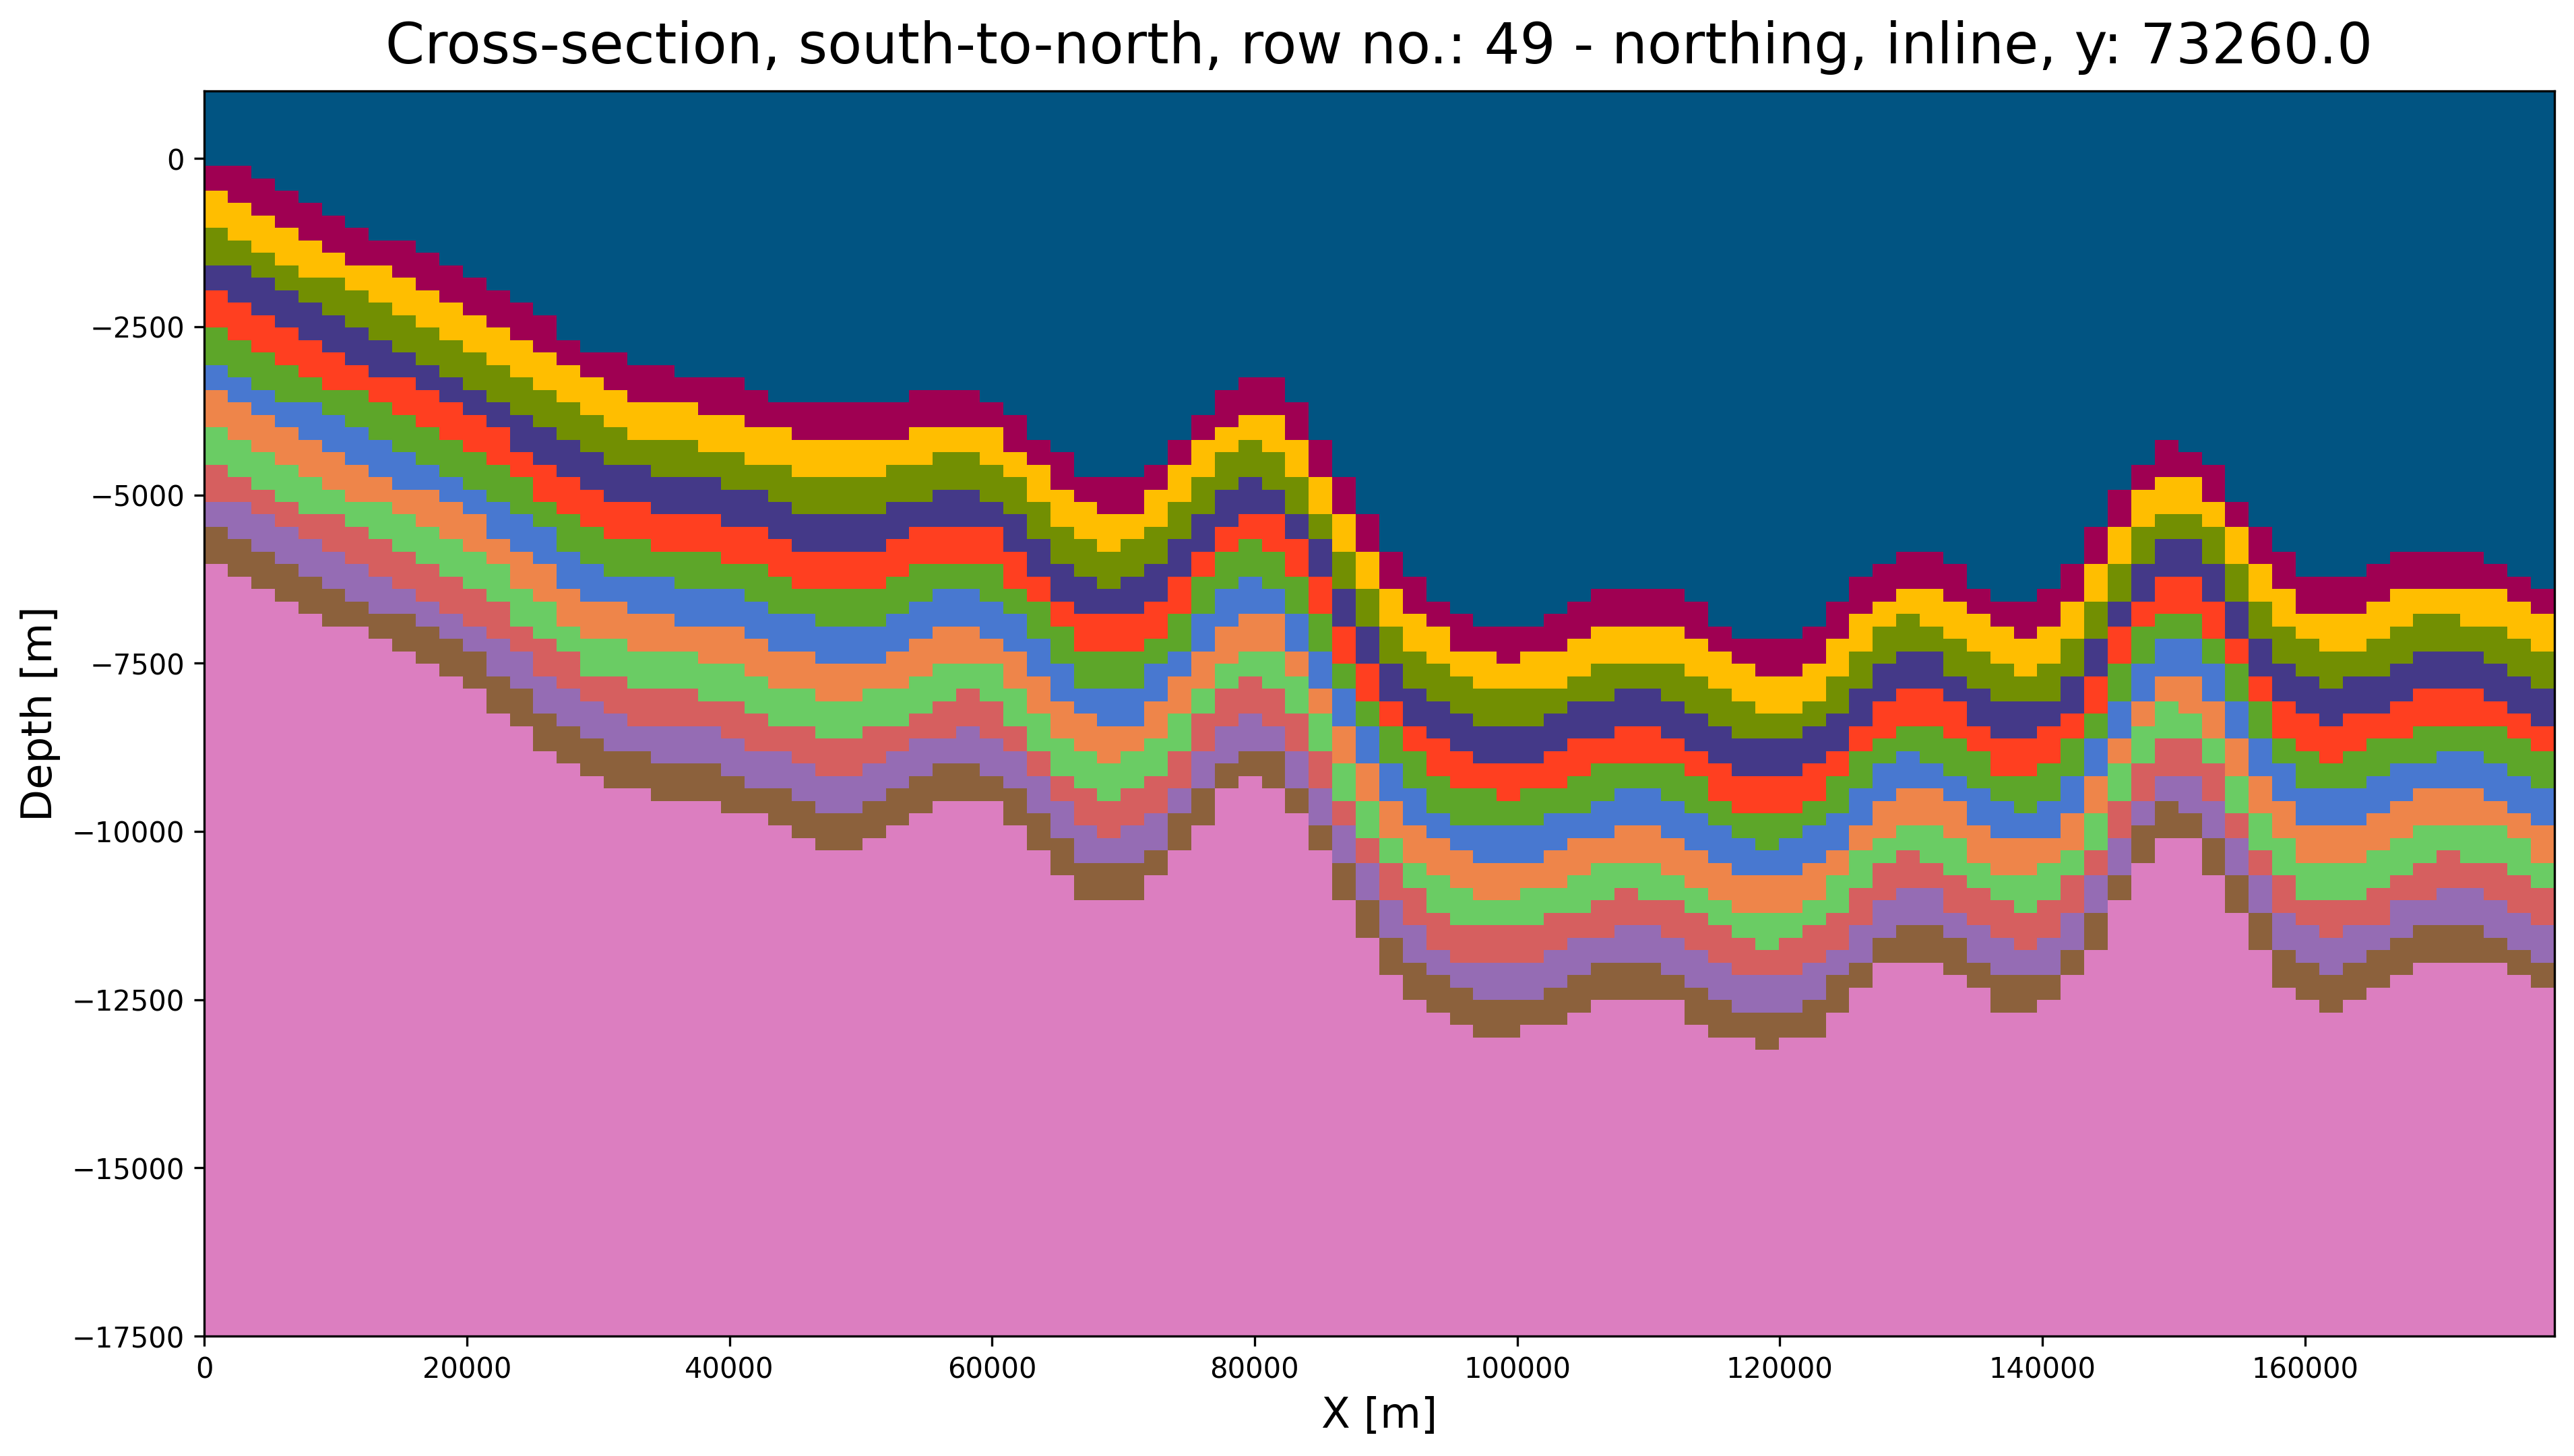 Cross-section, south-to-north, row no.: 49 - northing, inline, y: 73260.0
0
−2500
−5000
−7500
−10000
−12500
−15000
−17500
Depth [m]
0 20000 40000 60000 80000 100000 120000 140000 160000
X [m]